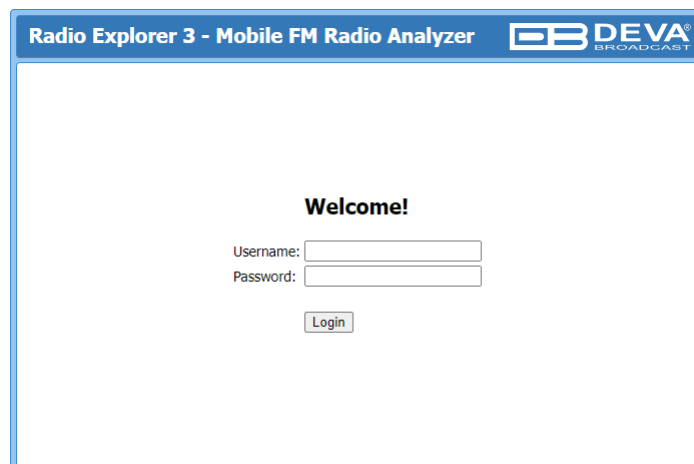 Radio Explorer 3 - Mobile FM Radio Analyzer
DEVA®
BROADCAST
Welcome!
Username:
Password:
Login